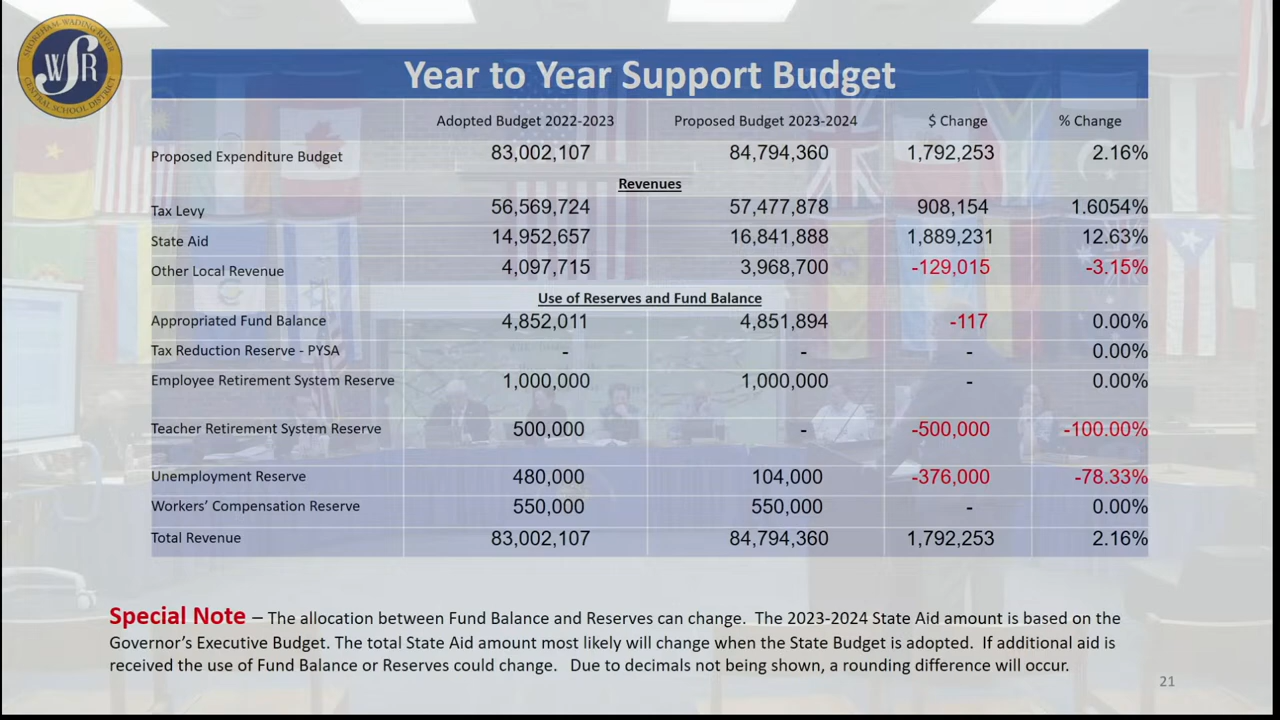 SHOREHAM-WADING RIVER
WSR
CENTRAL SCHOOL DISTRICT
Year to Year Support Budget
Adopted Budget 2022-2023 Proposed Budget 2023-2024 $ Change % Change
Proposed Expenditure Budget 83,002,107 84,794,360 1,792,253 2.16%
Revenues
Tax Levy 56,569,724 57,477,878 908,154 1.6054%
State Aid 14,952,657 16,841,888 1,889,231 12.63%
Other Local Revenue 4,097,715 3,968,700 -129,015 -3.15%
Use of Reserves and Fund Balance
Appropriated Fund Balance 4,852,011 4,851,894 -117 0.00%
Tax Reduction Reserve - PYSA - - - 0.00%
Employee Retirement System Reserve 1,000,000 1,000,000 - 0.00%
Teacher Retirement System Reserve 500,000 - -500,000 -100.00%
Unemployment Reserve 480,000 104,000 -376,000 -78.33%
Workers’ Compensation Reserve 550,000 550,000 - 0.00%
Total Revenue 83,002,107 84,794,360 1,792,253 2.16%
Special Note – The allocation between Fund Balance and Reserves can change. The 2023-2024 State Aid amount is based on the
Governor’s Executive Budget. The total State Aid amount most likely will change when the State Budget is adopted. If additional aid is
received the use of Fund Balance or Reserves could change. Due to decimals not being shown, a rounding difference will occur.
21